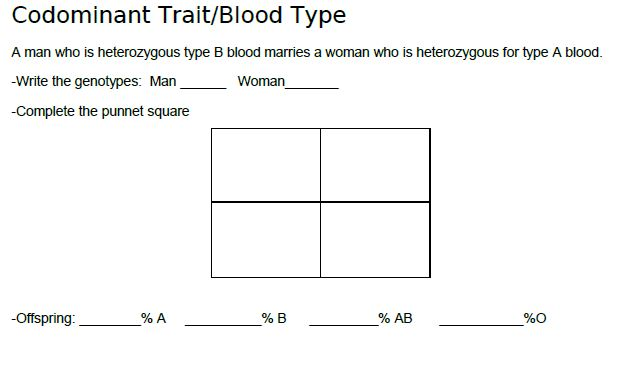 Codominant Trait/Blood Type
A man who is heterozygous type B blood marries a woman who is heterozygous for type A blood.
-Write the genotypes: Man ______ Woman_______
-Complete the punnet square
-Offspring: ________% A __________% B _________% AB ___________%O